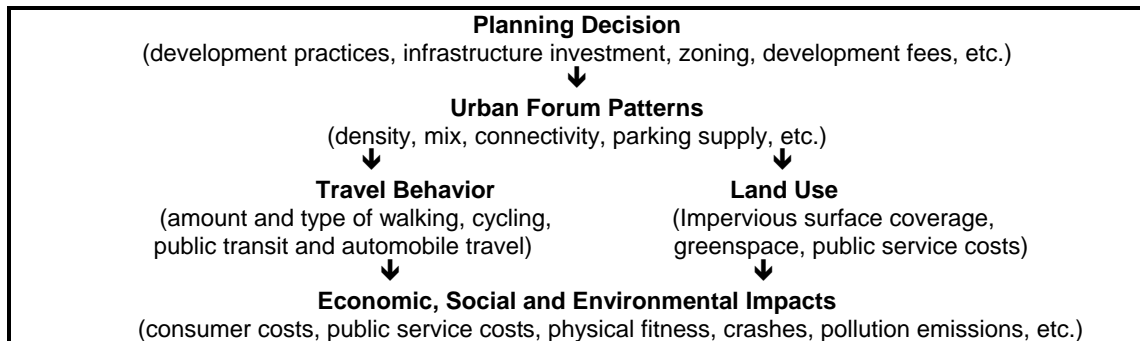 Planning Decision
(development practices, infrastructure investment, zoning, development fees, etc.)
Urban Forum Patterns
(density, mix, connectivity, parking supply, etc.)
Travel Behavior
(amount and type of walking, cycling,
public transit and automobile travel)
Land Use
(Impervious surface coverage,
greenspace, public service costs)
Economic, Social and Environmental Impacts
(consumer costs, public service costs, physical fitness, crashes, pollution emissions, etc.)